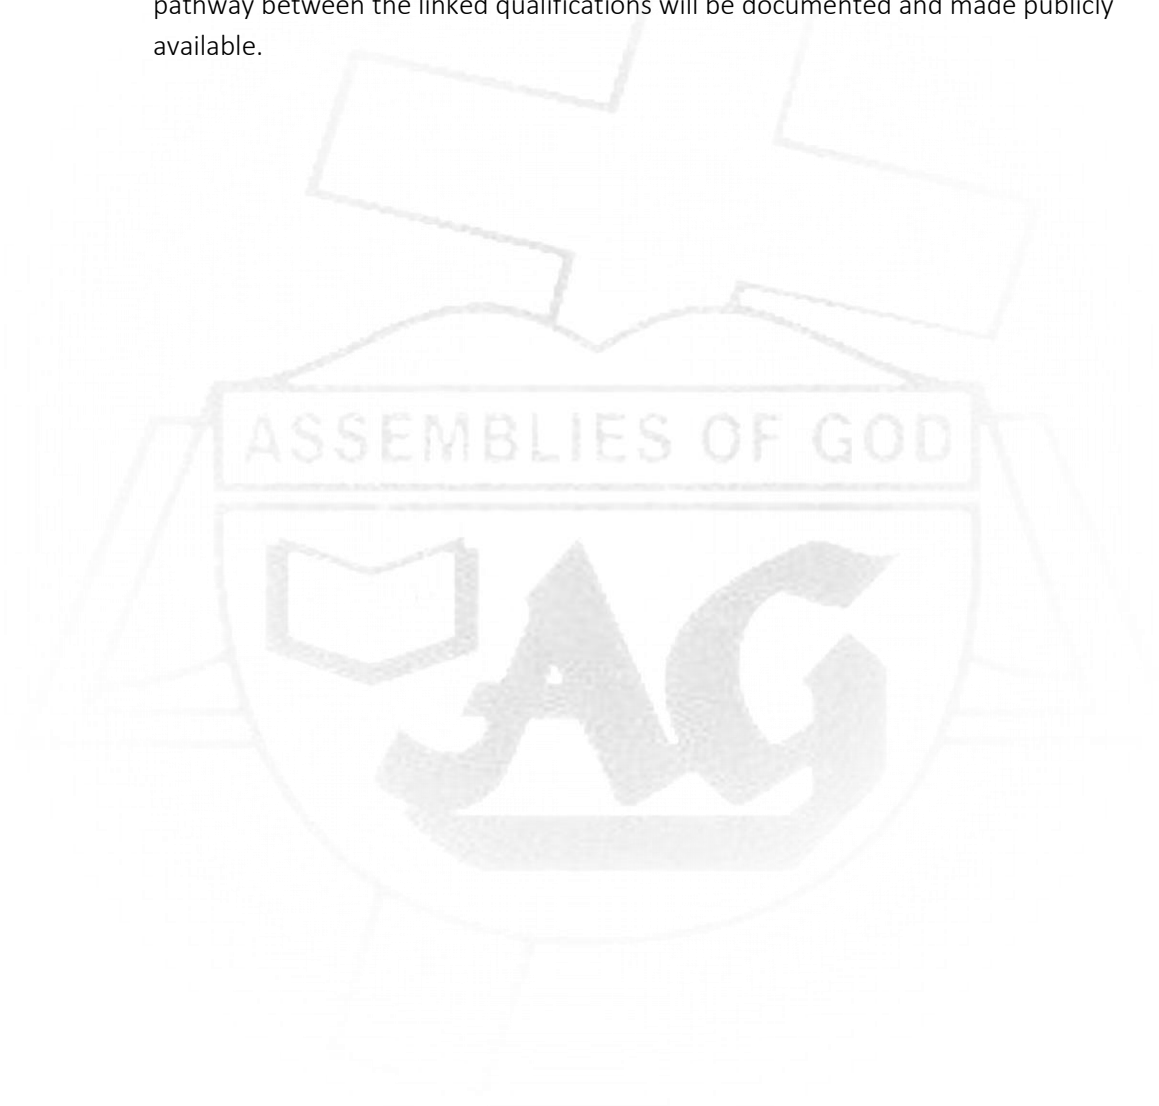 pathway between the linked qualifications will be documented and made publicly
available.
ASSEMBLIES OF GOD
AG